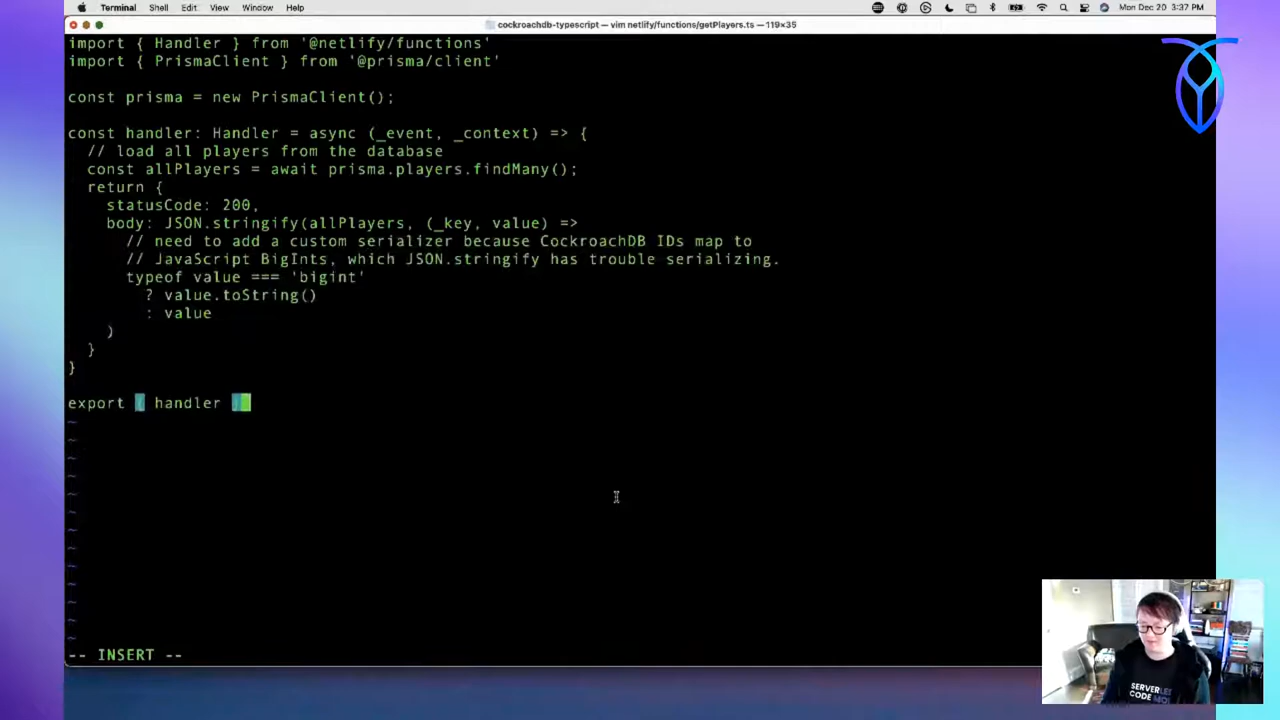 Terminal Shell Edit View Window Help Mon Dec 20 3:37 PM
cockroachdb-typescript — vim netlify/functions/getPlayers.ts — 119×35
import { Handler } from '@netlify/functions'
import { PrismaClient } from '@prisma/client'
const prisma = new PrismaClient();
const handler: Handler = async (_event, _context) => {
// load all players from the database
const allPlayers = await prisma.players.findMany();
return {
statusCode: 200,
body: JSON.stringify(allPlayers, (_key, value) =>
// need to add a custom serializer because CockroachDB IDs map to
// JavaScript BigInts, which JSON.stringify has trouble serializing.
typeof value === 'bigint'
? value.toString()
: value
)
}
}
export { handler }
~
~
~
~
~
~
~
~
~
~
~
~
~
-- INSERT --
SERVERLESS
CODE